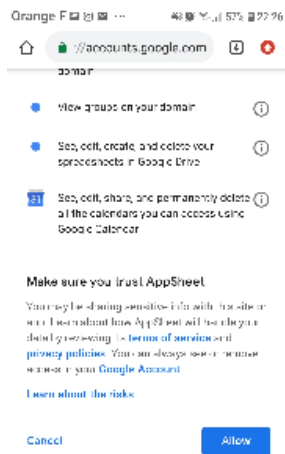 Orange F ... 57% 22:26
://accounts.google.com
domain
View groups on your domain
See, edit, create, and delete your
spreadsheets in Google Drive
See, edit, share, and permanently delete
all the calendars you can access using
Google Calendar
Make sure you trust AppSheet
You may be sharing sensitive info with this site or
app. Learn about how AppSheet will handle your
data by reviewing its terms of service and
privacy policies. You can always see or remove
access in your Google Account.
Learn about the risks
Cancel
Allow